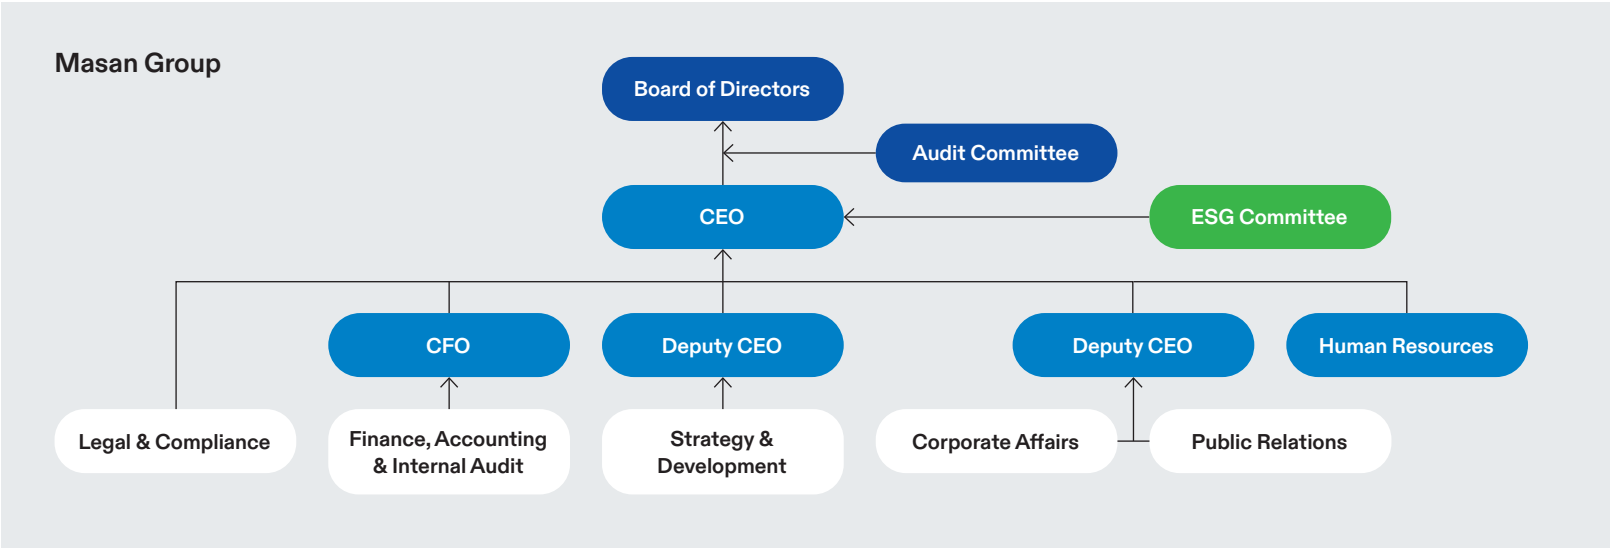 Masan Group
Board of Directors
Audit Committee
CEO
ESG Committee
CFO
Deputy CEO
Deputy CEO
Human Resources
Legal & Compliance
Finance, Accounting
& Internal Audit
Strategy &
Development
Corporate Affairs
Public Relations